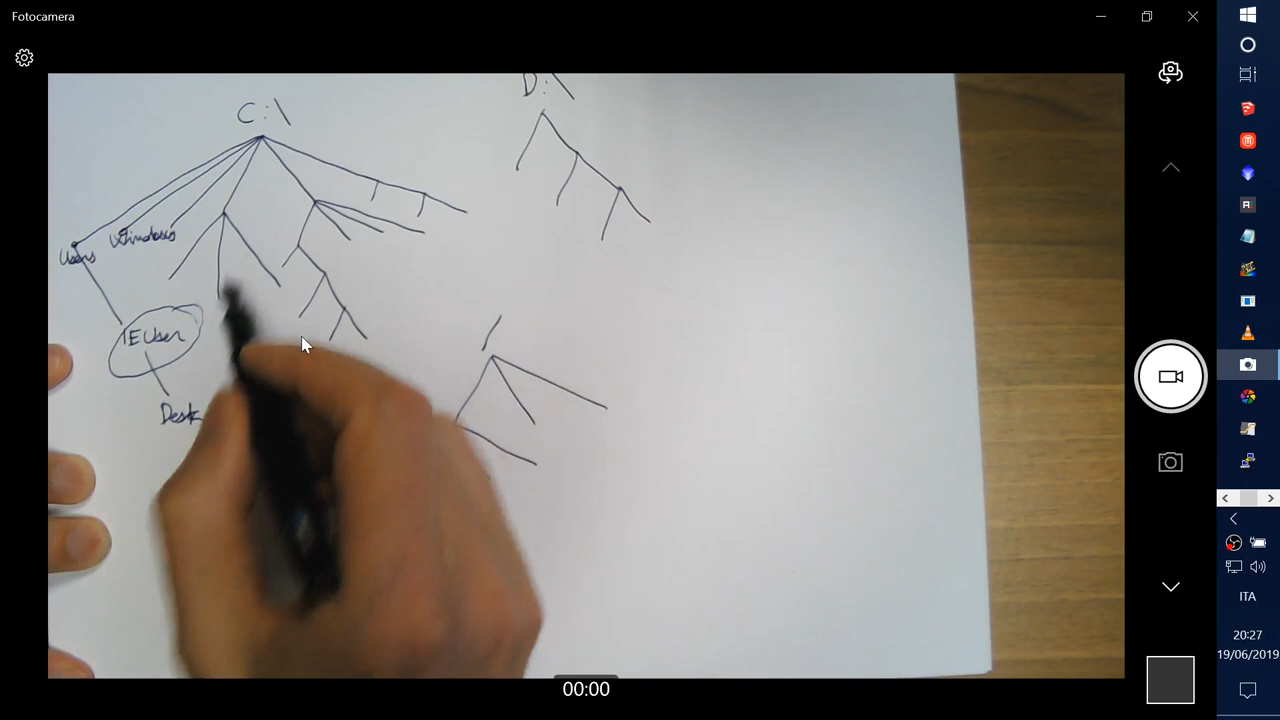 Fotocamera
D:\
C:\
Users
Windows
IEUser
Desk
/
00:00
ITA
20:27
19/06/2019